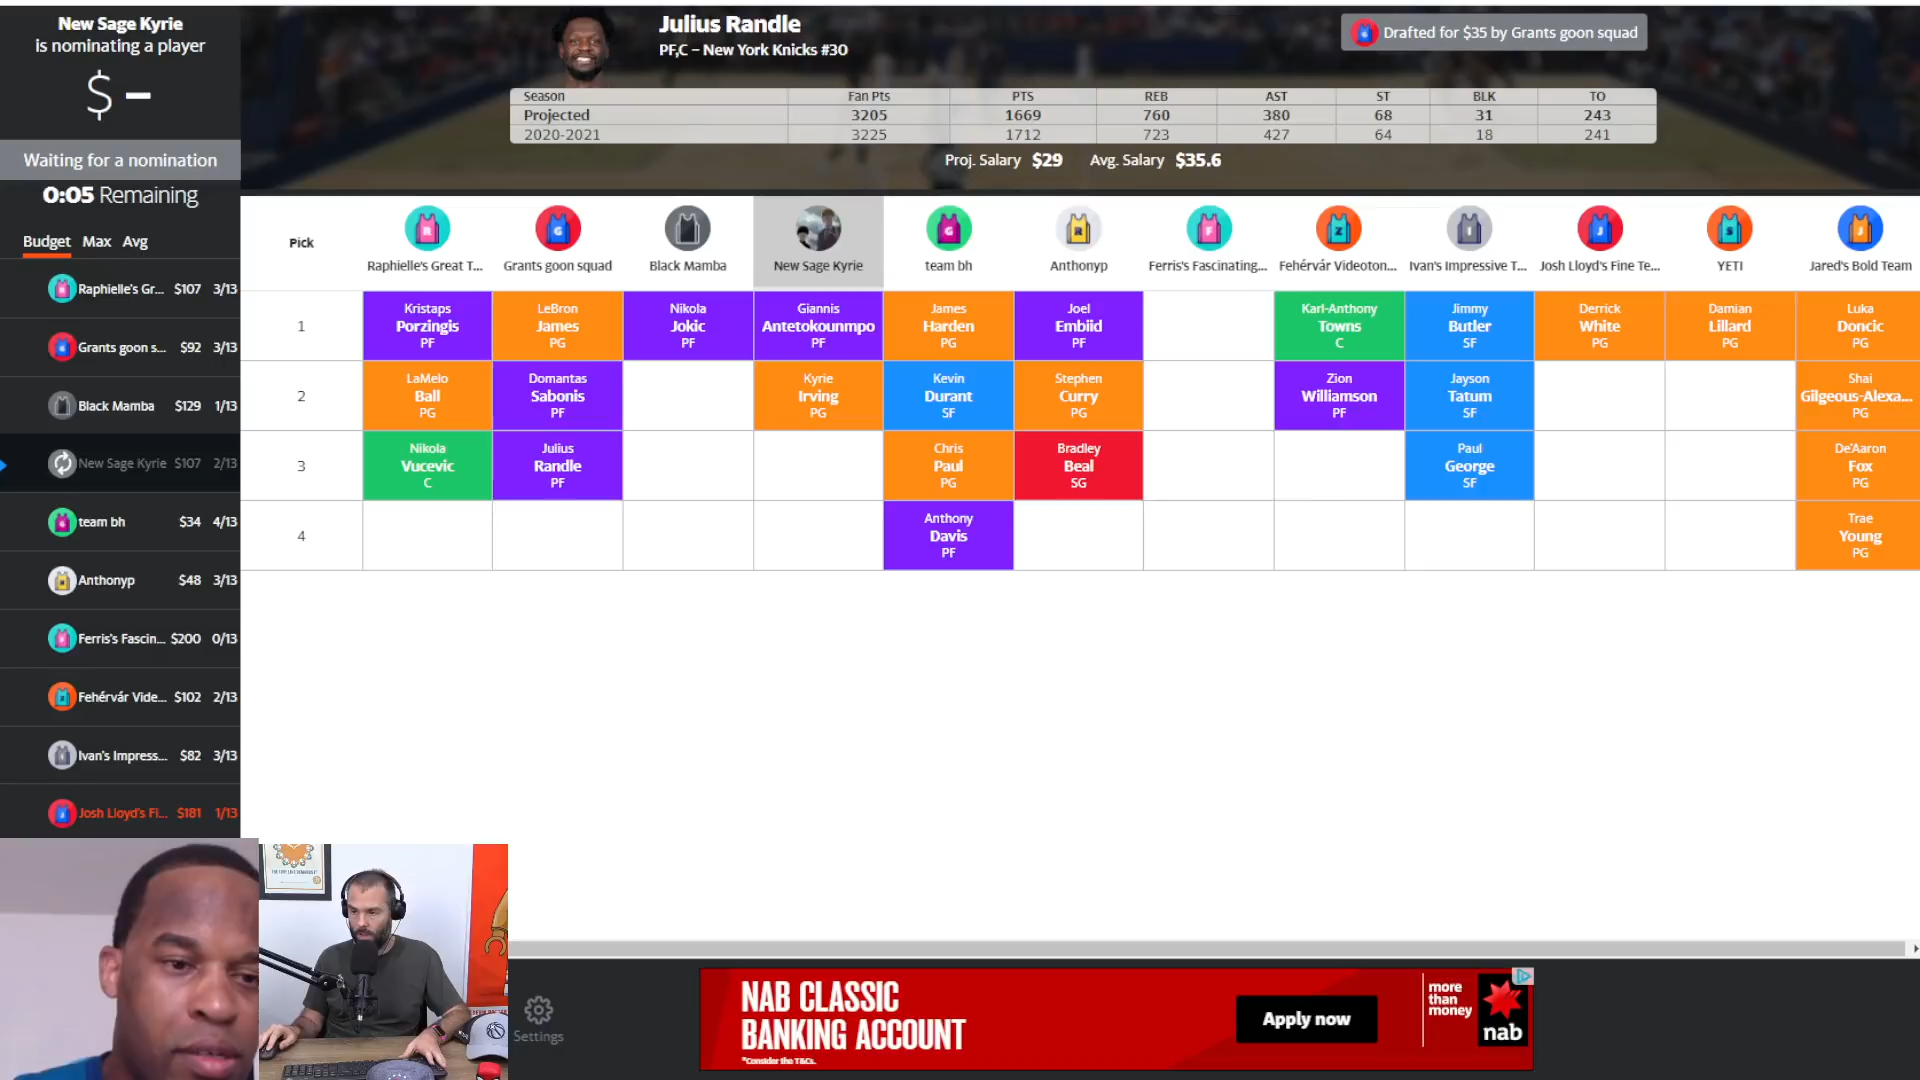 New Sage Kyrie
is nominating a player
$ -
Waiting for a nomination
0:05 Remaining
Budget Max Avg
Raphielle's Gr... $107 3/13
Grants goon s... $92 3/13
Black Mamba $129 1/13
New Sage Kyrie $107 2/13
team bh $34 4/13
Anthonyp $48 3/13
Ferris's Fascin... $200 0/13
Fehérvár Vide... $102 2/13
Ivan's Impress... $82 3/13
Josh Lloyd's Fi... $181 1/13
Julius Randle
PF,C – New York Knicks #30
Drafted for $35 by Grants goon squad
Season Fan Pts PTS REB AST ST BLK TO
Projected 3205 1669 760 380 68 31 243
2020-2021 3225 1712 723 427 64 18 241
Proj. Salary $29 Avg. Salary $35.6
R G G R F Z I J S J
Pick Raphielle's Great T... Grants goon squad Black Mamba New Sage Kyrie team bh Anthonyp Ferris's Fascinating... Fehérvár Videoton... Ivan's Impressive T... Josh Lloyd's Fine Te... YETI Jared's Bold Team
Kristaps LeBron Nikola Giannis James Joel Karl-Anthony Jimmy Derrick Damian Luka
1 Porzingis James Jokic Antetokounmpo Harden Embiid Towns Butler White Lillard Doncic
PF PG PF PF PG PF C SF PG PG PG
LaMelo Domantas Kyrie Kevin Stephen Zion Jayson Shai
2 Ball Sabonis Irving Durant Curry Williamson Tatum Gilgeous-Alexa...
PG PF PG SF PG PF SF PG
Nikola Julius Chris Bradley Paul De'Aaron
3 Vucevic Randle Paul Beal George Fox
C PF PG SG SF PG
Anthony Trae
4 Davis Young
PF PG
Settings
NAB CLASSIC
BANKING ACCOUNT
*Consider the T&Cs.
Apply now
more
than
money
nab